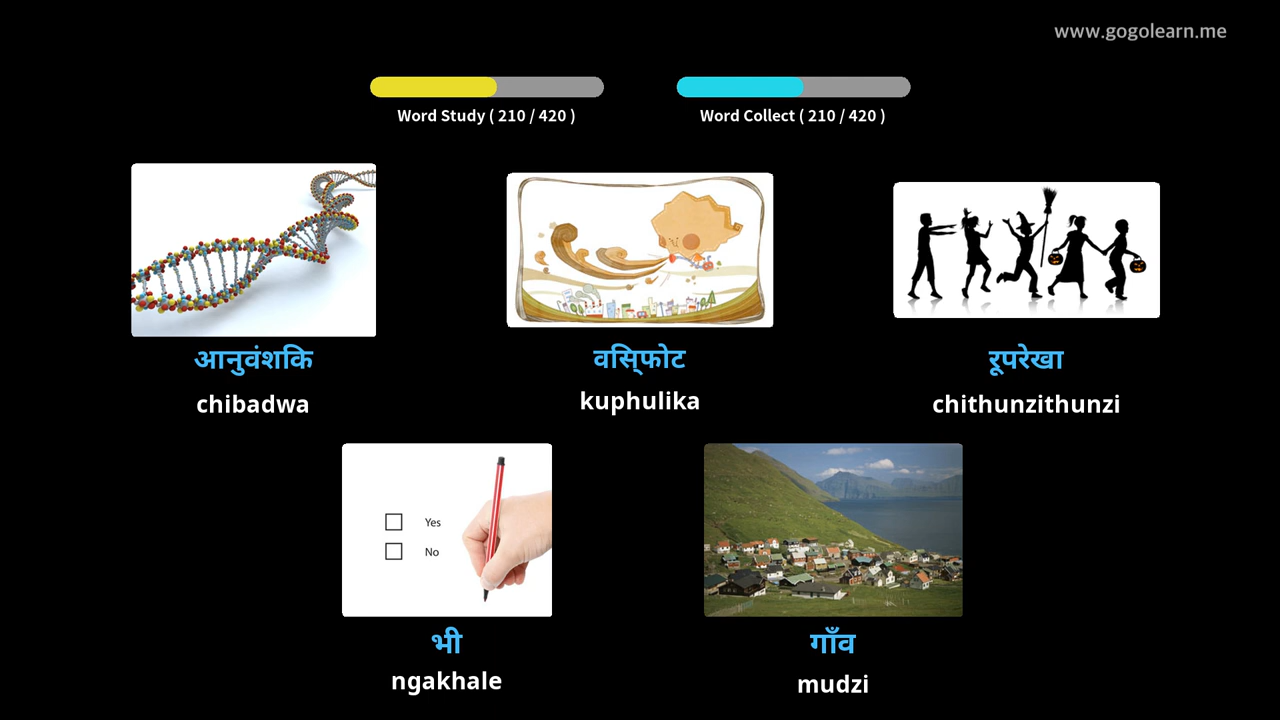 www.gogolearn.me
Word Study ( 210 / 420 )
Word Collect ( 210 / 420 )
आनुवंशकि
वसि्फोट
रूपरेखा
chibadwa
kuphulika
chithunzithunzi
Yes
No
भी
गाँव
ngakhale
mudzi